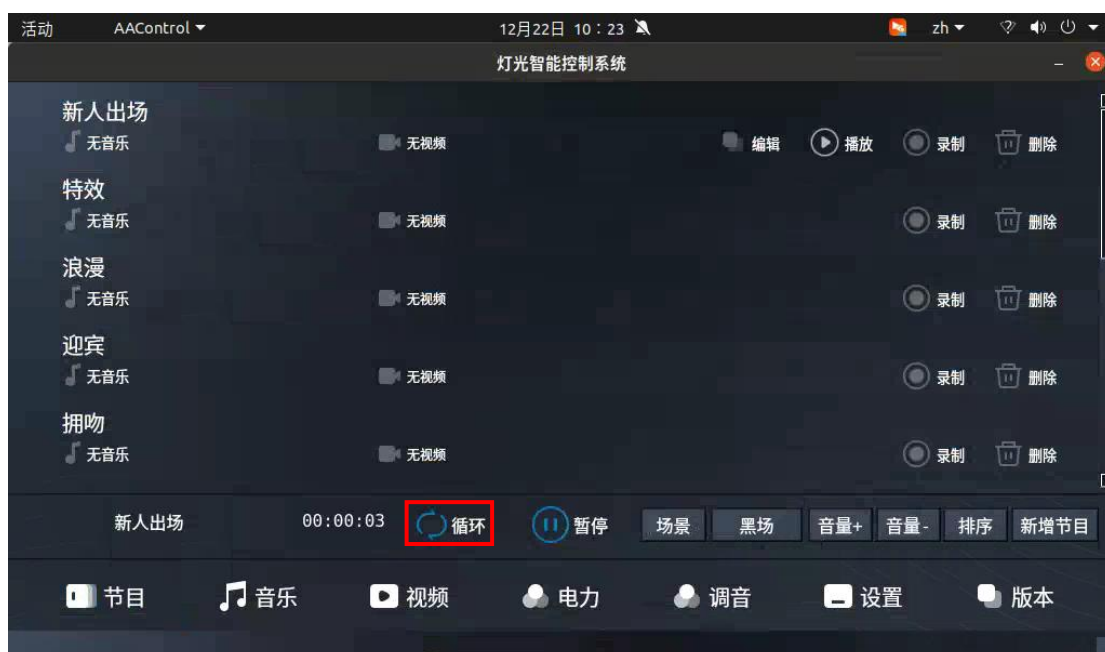 活动 AAControl 12月22日 10：23 zh
灯光智能控制系统
新人出场
无音乐 无视频 编辑 播放 录制 删除
特效
无音乐 无视频 录制 删除
浪漫
无音乐 无视频 录制 删除
迎宾
无音乐 无视频 录制 删除
拥吻
无音乐 无视频 录制 删除
新人出场 00:00:03 循环 暂停 场景 黑场 音量+ 音量- 排序 新增节目
节目 音乐 视频 电力 调音 设置 版本